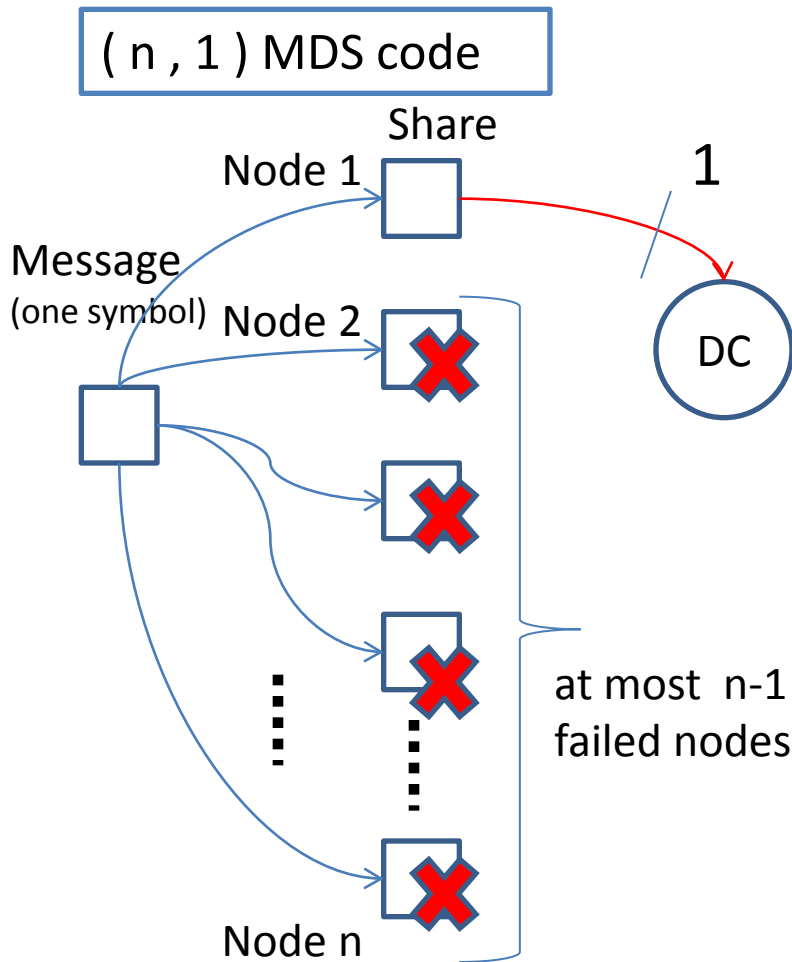 ( n , 1 ) MDS code
Share
Node 1
1
Message
(one symbol)
Node 2
DC
at most n-1
failed nodes
Node n